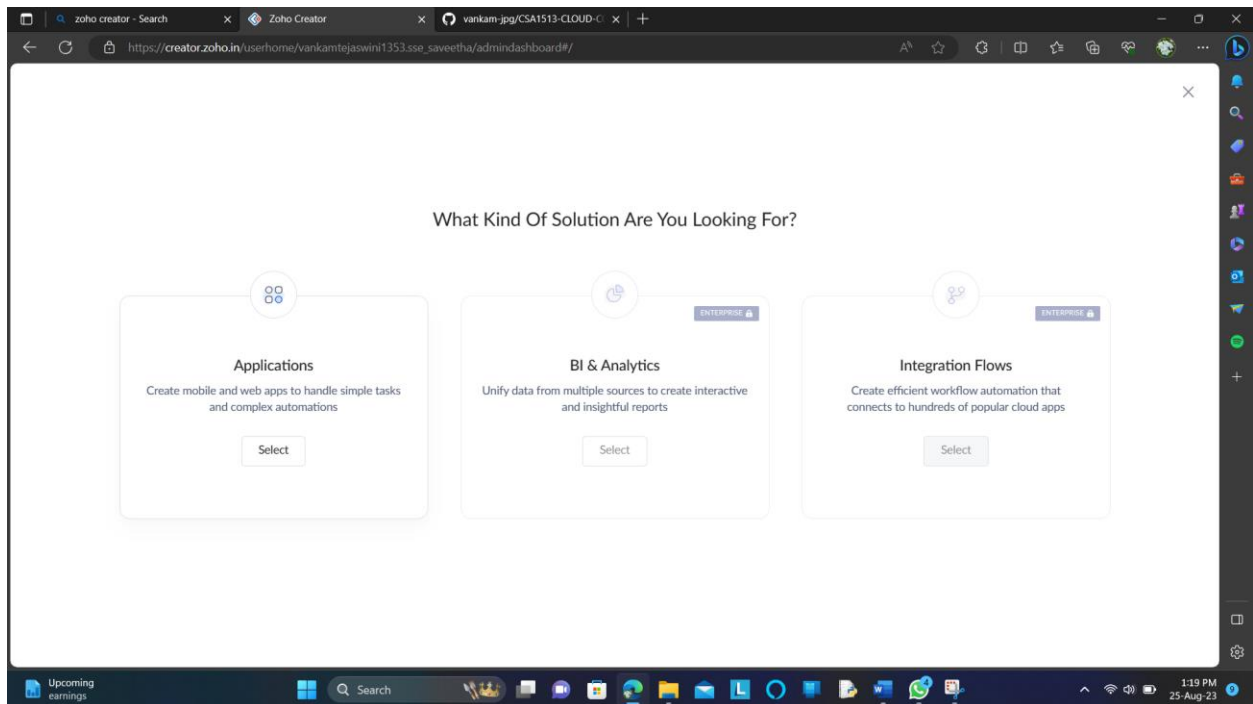 zoho creator - Search
Zoho Creator
vankam-jpg/CSA1513-CLOUD-C
https://creator.zoho.in/userhome/vankamtejaswini1353.sse_saveetha/admindashboard#/
What Kind Of Solution Are You Looking For?
Applications
Create mobile and web apps to handle simple tasks
and complex automations
Select
ENTERPRISE
BI & Analytics
Unify data from multiple sources to create interactive
and insightful reports
Select
ENTERPRISE
Integration Flows
Create efficient workflow automation that
connects to hundreds of popular cloud apps
Select
Upcoming
earnings
Search
1:19 PM
25-Aug-23